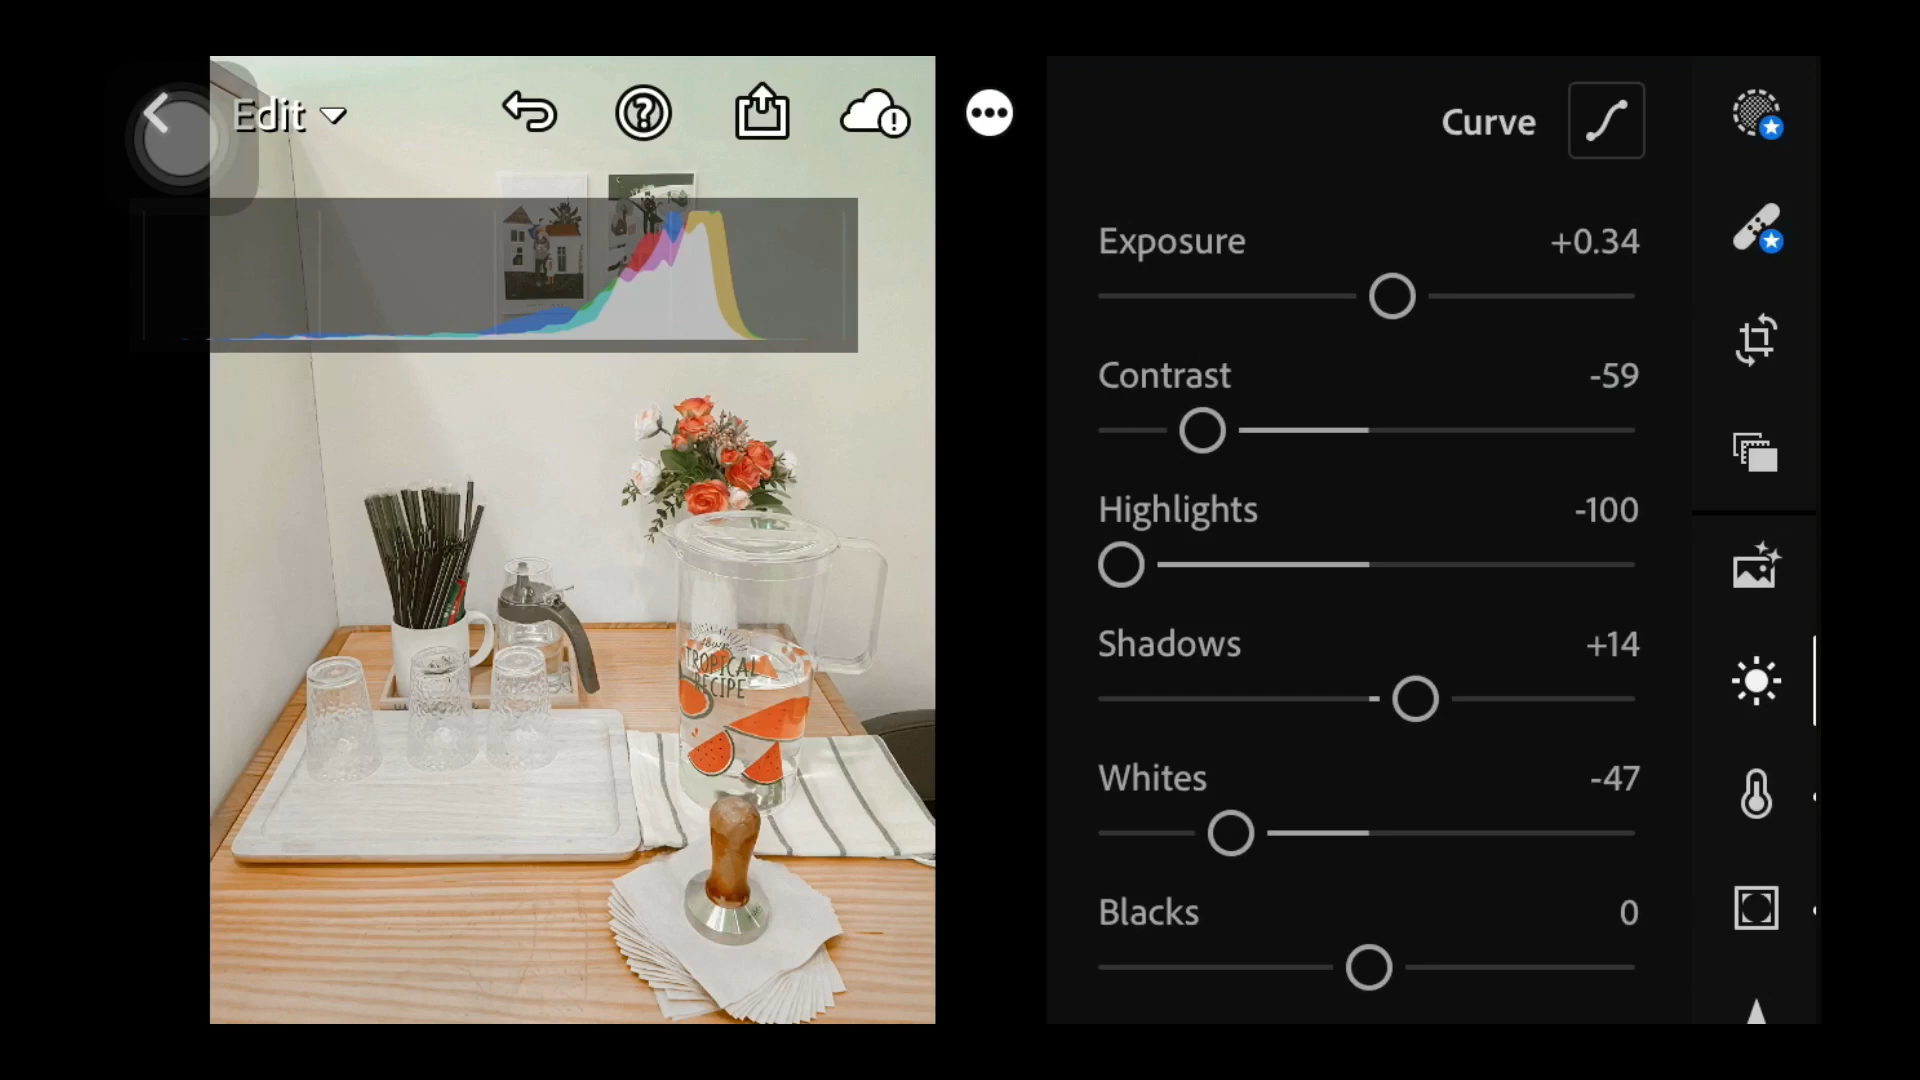 Edit
Curve
Exposure +0.34
Contrast -59
Highlights -100
Shadows +14
Whites -47
Blacks 0
TROPICAL
RECIPE